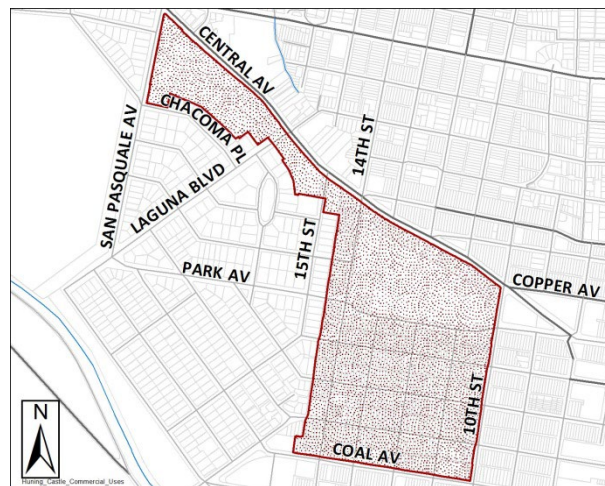 CENTRAL AV
CHACOMA PL
14TH ST
SAN PASQUALE AV
LAGUNA BLVD
15TH ST
PARK AV
COPPER AV
10TH ST
COAL AV
N
Huning_Castle_Commercial_Uses